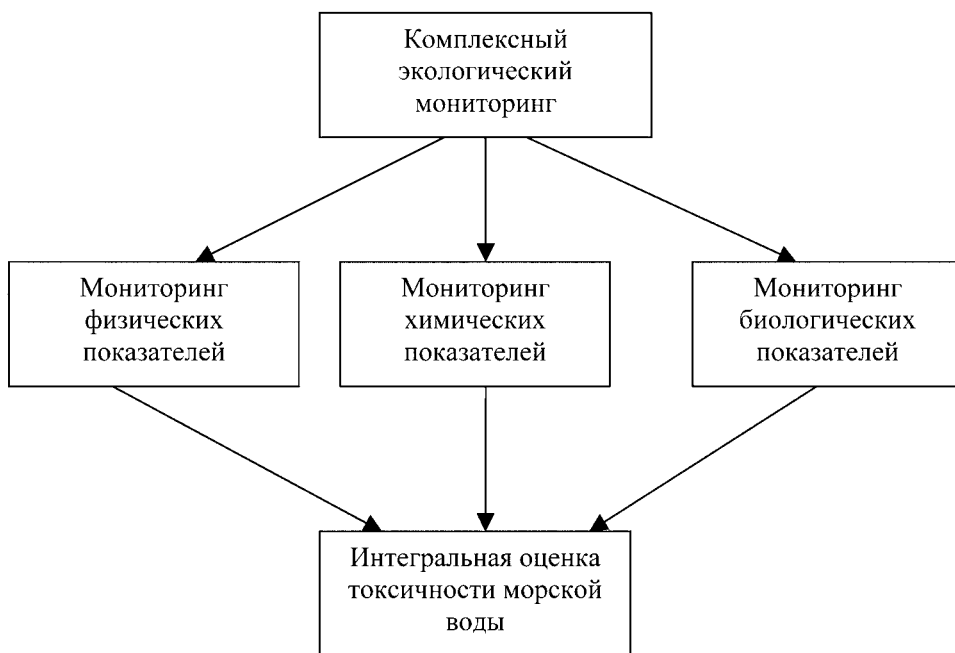 Комплексный
экологический
мониторинг
Мониторинг
физических
показателей
Мониторинг
химических
показателей
Мониторинг
биологических
показателей
Интегральная оценка
токсичности морской
воды